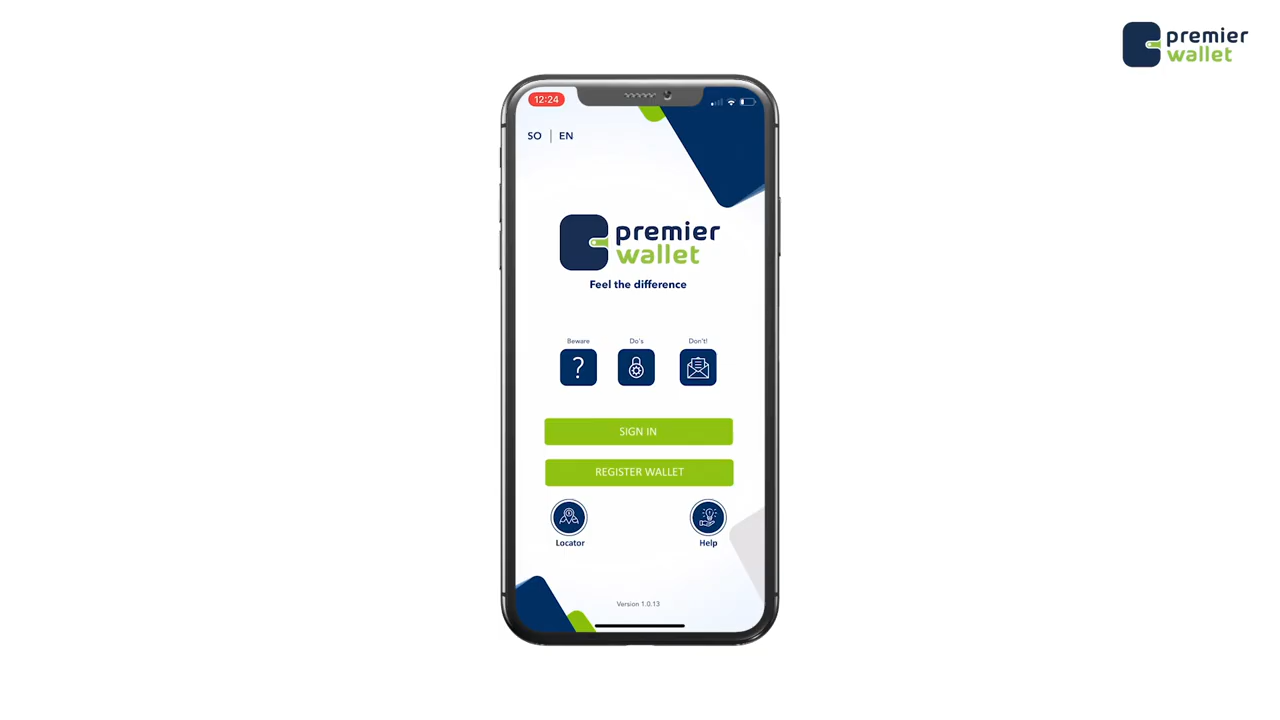 premier
wallet
12:24
SO | EN
premier
wallet
Feel the difference
Beware
Do's
Don't!
SIGN IN
REGISTER WALLET
Locator
Help
Version 1.0.13